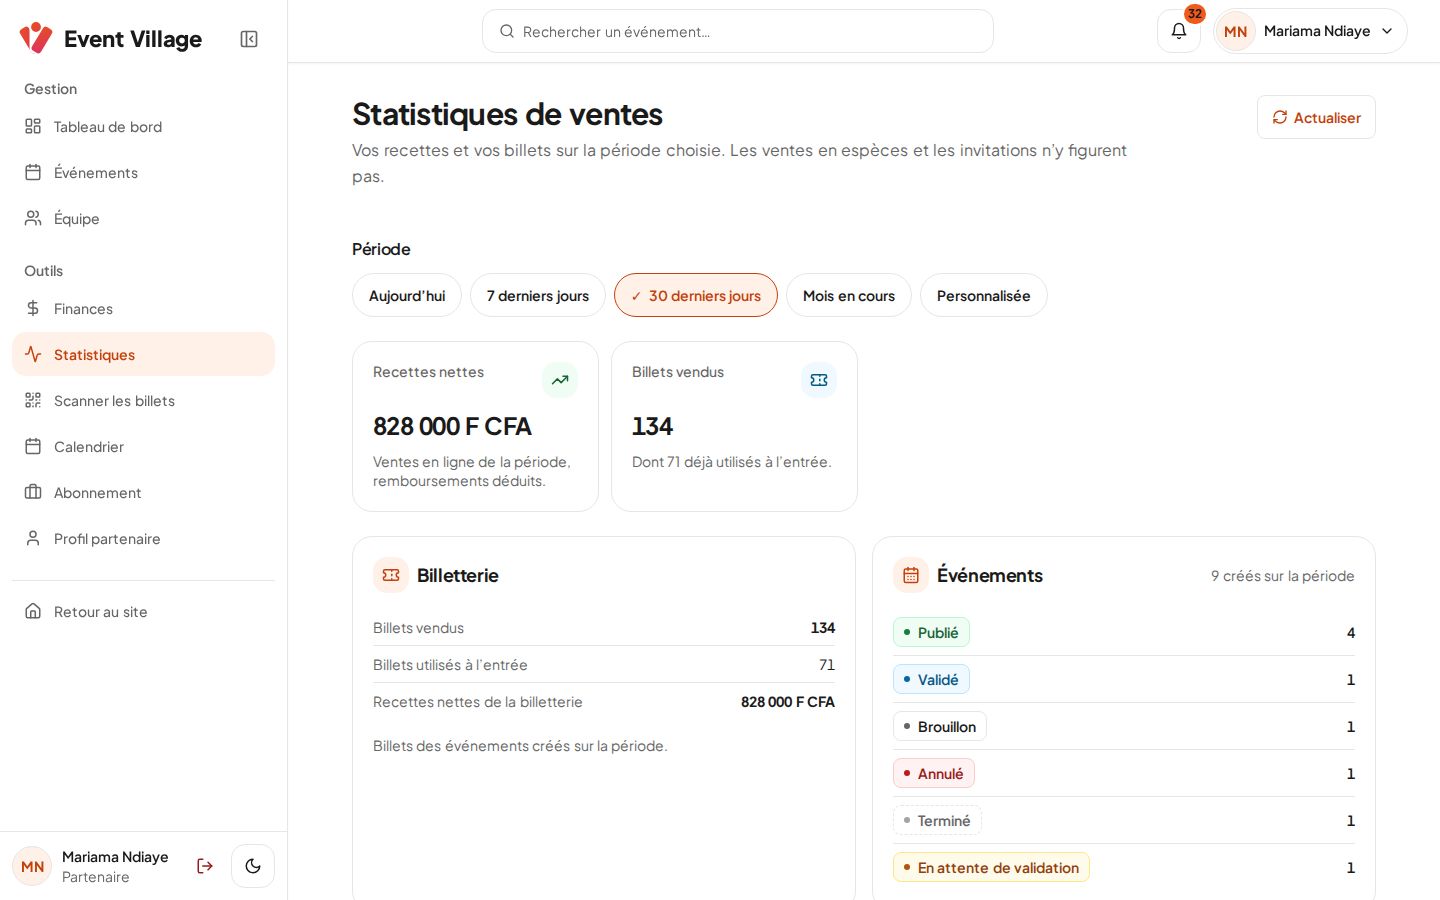 Event Village
Gestion
Tableau de bord
Événements
Équipe
Outils
Finances
Statistiques
Scanner les billets
Calendrier
Abonnement
Profil partenaire
Retour au site
MN
Mariama Ndiaye
Partenaire
Rechercher un événement…
32
MN
Mariama Ndiaye
Statistiques de ventes
Actualiser
Vos recettes et vos billets sur la période choisie. Les ventes en espèces et les invitations n’y figurent
pas.
Période
Aujourd’hui
7 derniers jours
✓ 30 derniers jours
Mois en cours
Personnalisée
Recettes nettes
828 000 F CFA
Ventes en ligne de la période,
remboursements déduits.
Billets vendus
134
Dont 71 déjà utilisés à l’entrée.
Billetterie
Billets vendus 134
Billets utilisés à l’entrée 71
Recettes nettes de la billetterie 828 000 F CFA
Billets des événements créés sur la période.
Événements
9 créés sur la période
Publié 4
Validé 1
Brouillon 1
Annulé 1
Terminé 1
En attente de validation 1